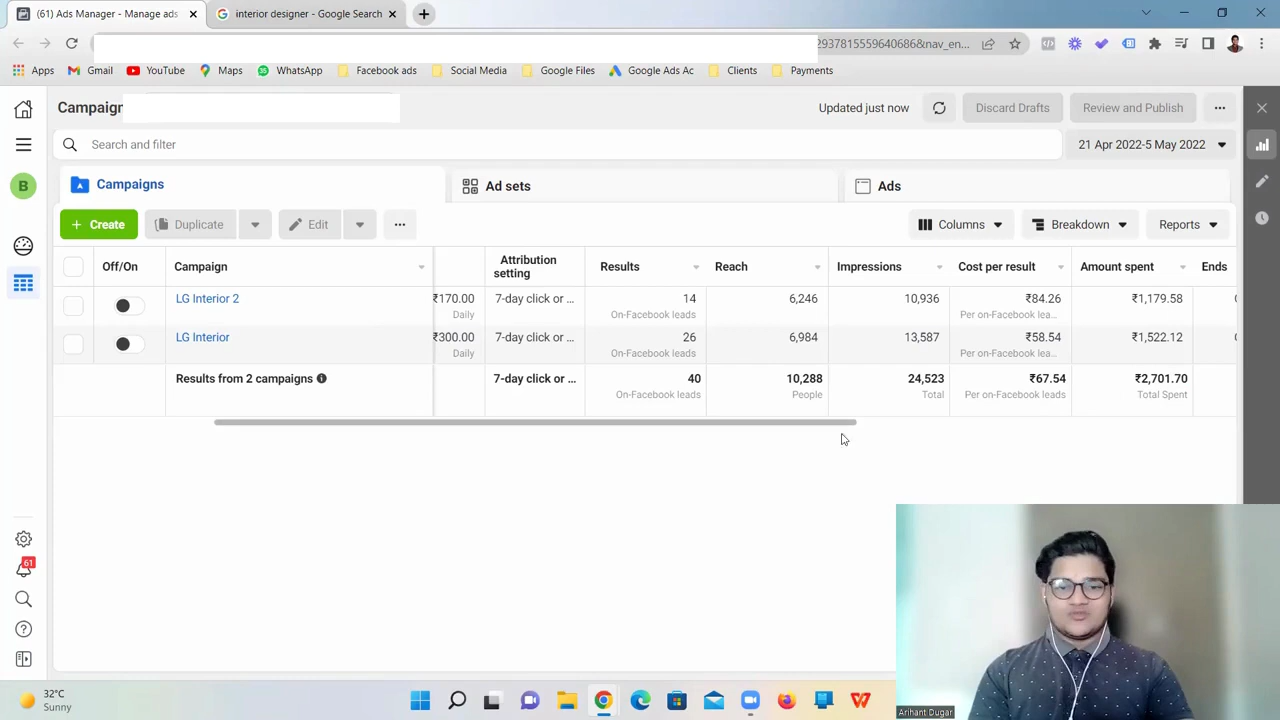 (61) Ads Manager - Manage ads
interior designer - Google Search
2937815559640686&nav_en...
Apps
Gmail
YouTube
Maps
WhatsApp
Facebook ads
Social Media
Google Files
Google Ads Ac
Clients
Payments
Campaign
Updated just now
Discard Drafts
Review and Publish
Search and filter
21 Apr 2022-5 May 2022
B
Campaigns
Ad sets
Ads
+ Create
Duplicate
Edit
Columns
Breakdown
Reports
Off/On
Campaign
Attribution setting
Results
Reach
Impressions
Cost per result
Amount spent
Ends
LG Interior 2
₹170.00
Daily
7-day click or ...
14
On-Facebook leads
6,246
10,936
₹84.26
Per on-Facebook lea...
₹1,179.58
LG Interior
₹300.00
Daily
7-day click or ...
26
On-Facebook leads
6,984
13,587
₹58.54
Per on-Facebook lea...
₹1,522.12
Results from 2 campaigns
7-day click or ...
40
On-Facebook leads
10,288
People
24,523
Total
₹67.54
Per on-Facebook leads
₹2,701.70
Total Spent
61
32°C
Sunny
Arihant Dugar